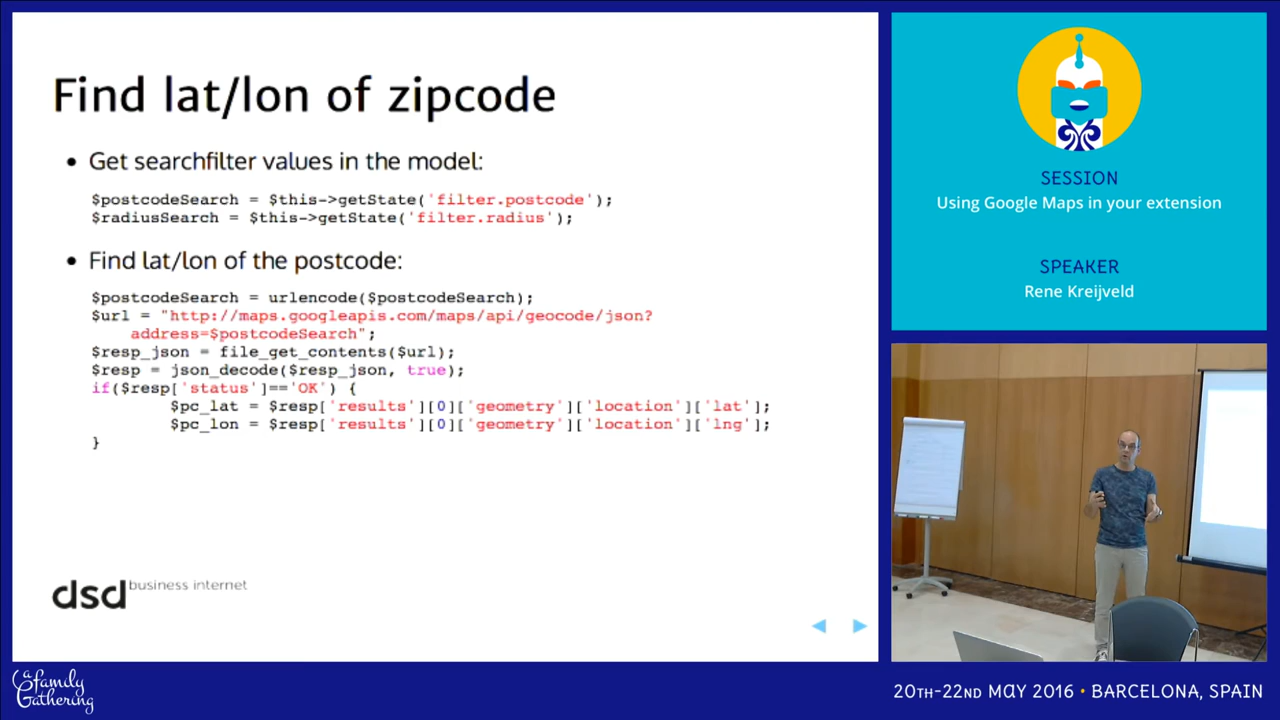 Find lat/lon of zipcode
• Get searchfilter values in the model:
$postcodeSearch = $this->getState('filter.postcode');
$radiusSearch = $this->getState('filter.radius');
• Find lat/lon of the postcode:
$postcodeSearch = urlencode($postcodeSearch);
$url = "http://maps.googleapis.com/maps/api/geocode/json?
address=$postcodeSearch";
$resp_json = file_get_contents($url);
$resp = json_decode($resp_json, true);
if($resp['status']=='OK') {
$pc_lat = $resp['results'][0]['geometry']['location']['lat'];
$pc_lon = $resp['results'][0]['geometry']['location']['lng'];
}
dsd business internet
SESSION
Using Google Maps in your extension
SPEAKER
Rene Kreijveld
a family
Gathering
20TH-22ND MAY 2016 • BARCELONA, SPAIN